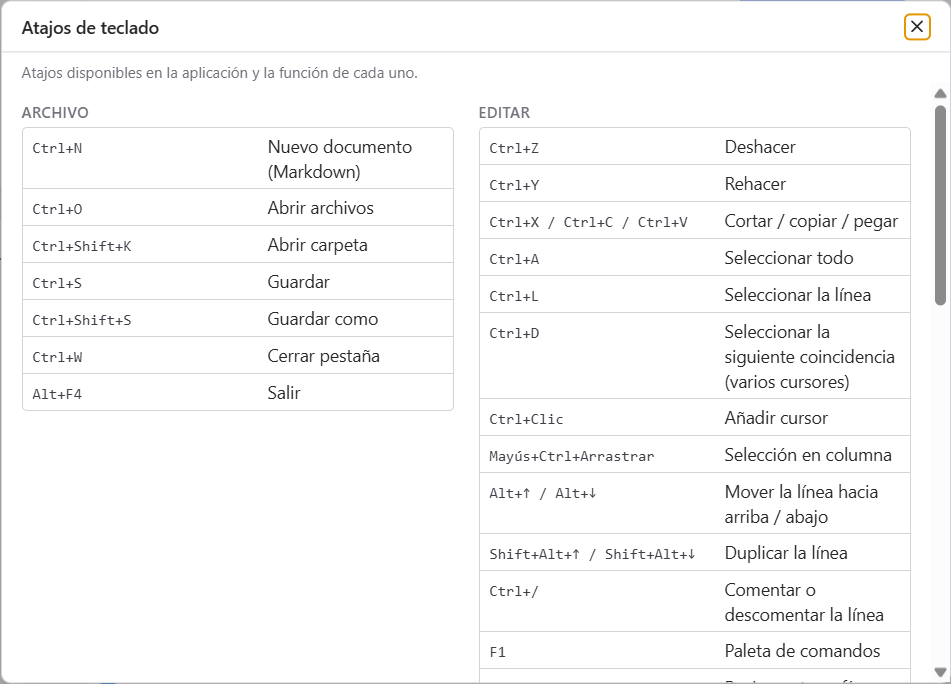 Atajos de teclado
Atajos disponibles en la aplicación y la función de cada uno.
ARCHIVO
Ctrl+N Nuevo documento
(Markdown)
Ctrl+O Abrir archivos
Ctrl+Shift+K Abrir carpeta
Ctrl+S Guardar
Ctrl+Shift+S Guardar como
Ctrl+W Cerrar pestaña
Alt+F4 Salir
EDITAR
Ctrl+Z Deshacer
Ctrl+Y Rehacer
Ctrl+X / Ctrl+C / Ctrl+V Cortar / copiar / pegar
Ctrl+A Seleccionar todo
Ctrl+L Seleccionar la línea
Ctrl+D Seleccionar la
siguiente coincidencia
(varios cursores)
Ctrl+Clic Añadir cursor
Mayús+Ctrl+Arrastrar Selección en columna
Alt+↑ / Alt+↓ Mover la línea hacia
arriba / abajo
Shift+Alt+↑ / Shift+Alt+↓ Duplicar la línea
Ctrl+/ Comentar o
descomentar la línea
F1 Paleta de comandos